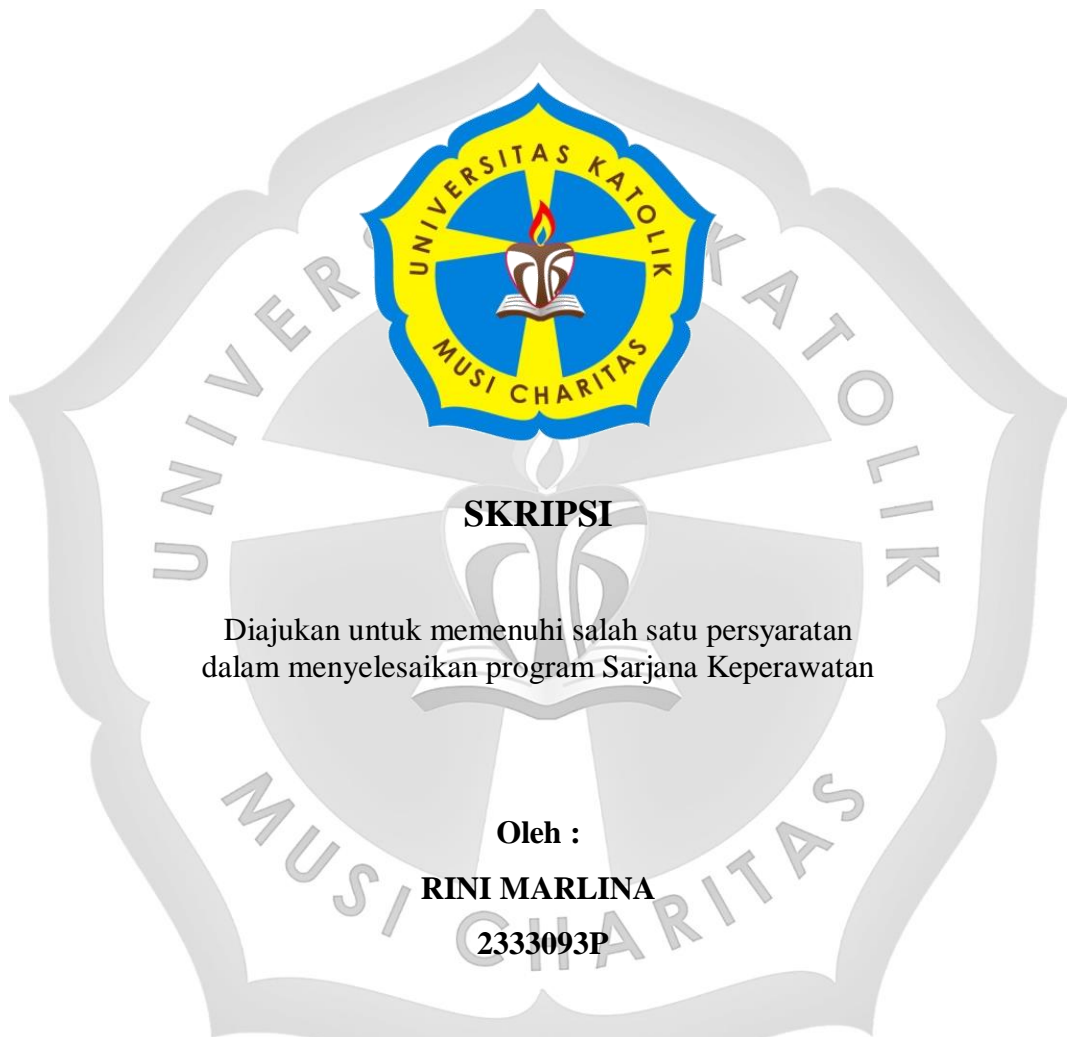 UNIVERSITAS KATOLIK
MUSI CHARITAS
SKRIPSI
Diajukan untuk memenuhi salah satu persyaratan
dalam menyelesaikan program Sarjana Keperawatan
Oleh :
RINI MARLINA
2333093P
UNIVERSITAS KATOLIK
MUSI CHARITAS